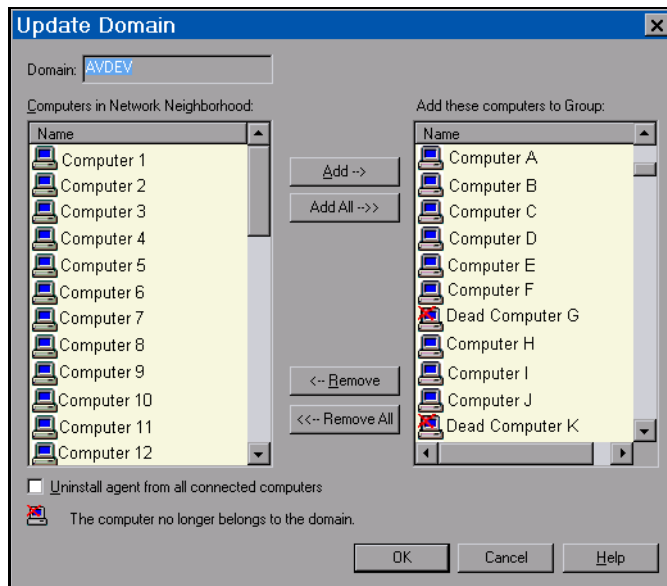 Update Domain
Domain: AVDEV
Computers in Network Neighborhood:
Name
Computer 1
Computer 2
Computer 3
Computer 4
Computer 5
Computer 6
Computer 7
Computer 8
Computer 9
Computer 10
Computer 11
Computer 12
Add -->
Add All -->>
<-- Remove
<<-- Remove All
Add these computers to Group:
Name
Computer A
Computer B
Computer C
Computer D
Computer E
Computer F
Dead Computer G
Computer H
Computer I
Computer J
Dead Computer K
Uninstall agent from all connected computers
The computer no longer belongs to the domain.
OK
Cancel
Help